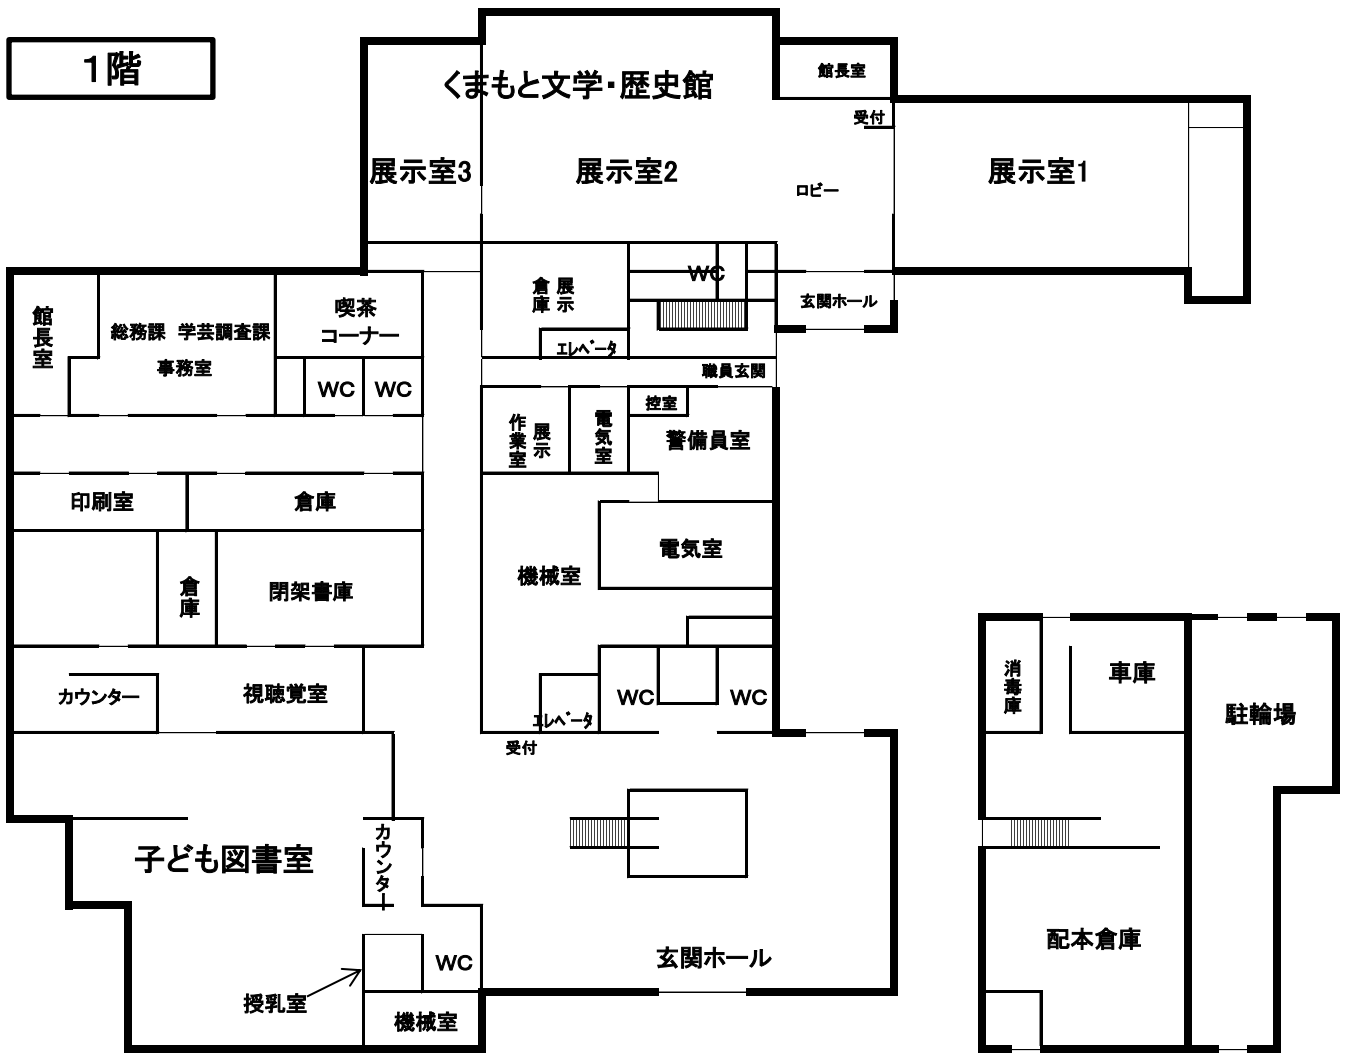 1階
くまもと文学・歴史館
館長室
受付
展示室3
展示室2
ロビー
展示室1
館長室
総務課 学芸調査課
事務室
喫茶
コーナー
WC
WC
展示
倉庫
エレベータ
WC
玄関ホール
職員玄関
展示
作業室
電気室
控室
警備員室
印刷室
倉庫
機械室
電気室
倉庫
閉架書庫
カウンター
視聴覚室
エレベータ
WC
WC
受付
子ども図書室
カウンター
WC
授乳室
機械室
玄関ホール
消毒庫
車庫
駐輪場
配本倉庫